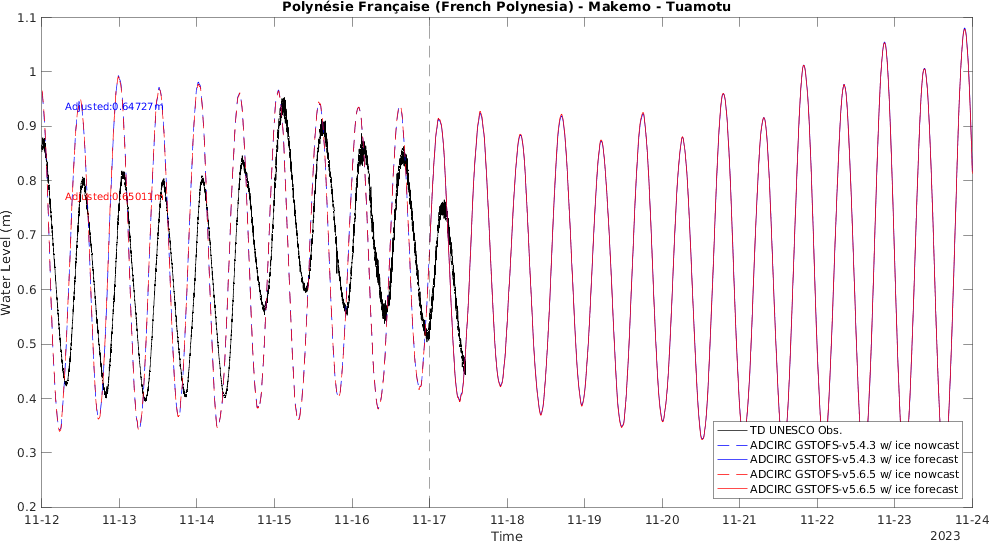 Polynésie Française (French Polynesia) - Makemo - Tuamotu
1.1
1
0.9
0.8
0.7
0.6
0.5
0.4
0.3
0.2
Water Level (m)
Adjusted:0.64727m
Adjusted:0.65011m
TD UNESCO Obs.
ADCIRC GSTOFS-v5.4.3 w/ ice nowcast
ADCIRC GSTOFS-v5.4.3 w/ ice forecast
ADCIRC GSTOFS-v5.6.5 w/ ice nowcast
ADCIRC GSTOFS-v5.6.5 w/ ice forecast
11-12 11-13 11-14 11-15 11-16 11-17 11-18 11-19 11-20 11-21 11-22 11-23 11-24
Time
2023